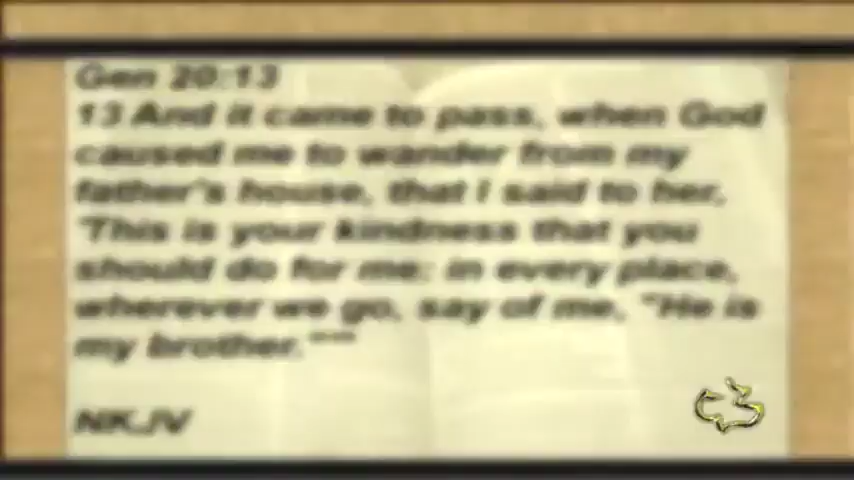 Gen 20:13
13 And it came to pass, when God
caused me to wander from my
father's house, that I said to her,
'This is your kindness that you
should do for me: in every place,
wherever we go, say of me, "He is
my brother."'"
NKJV